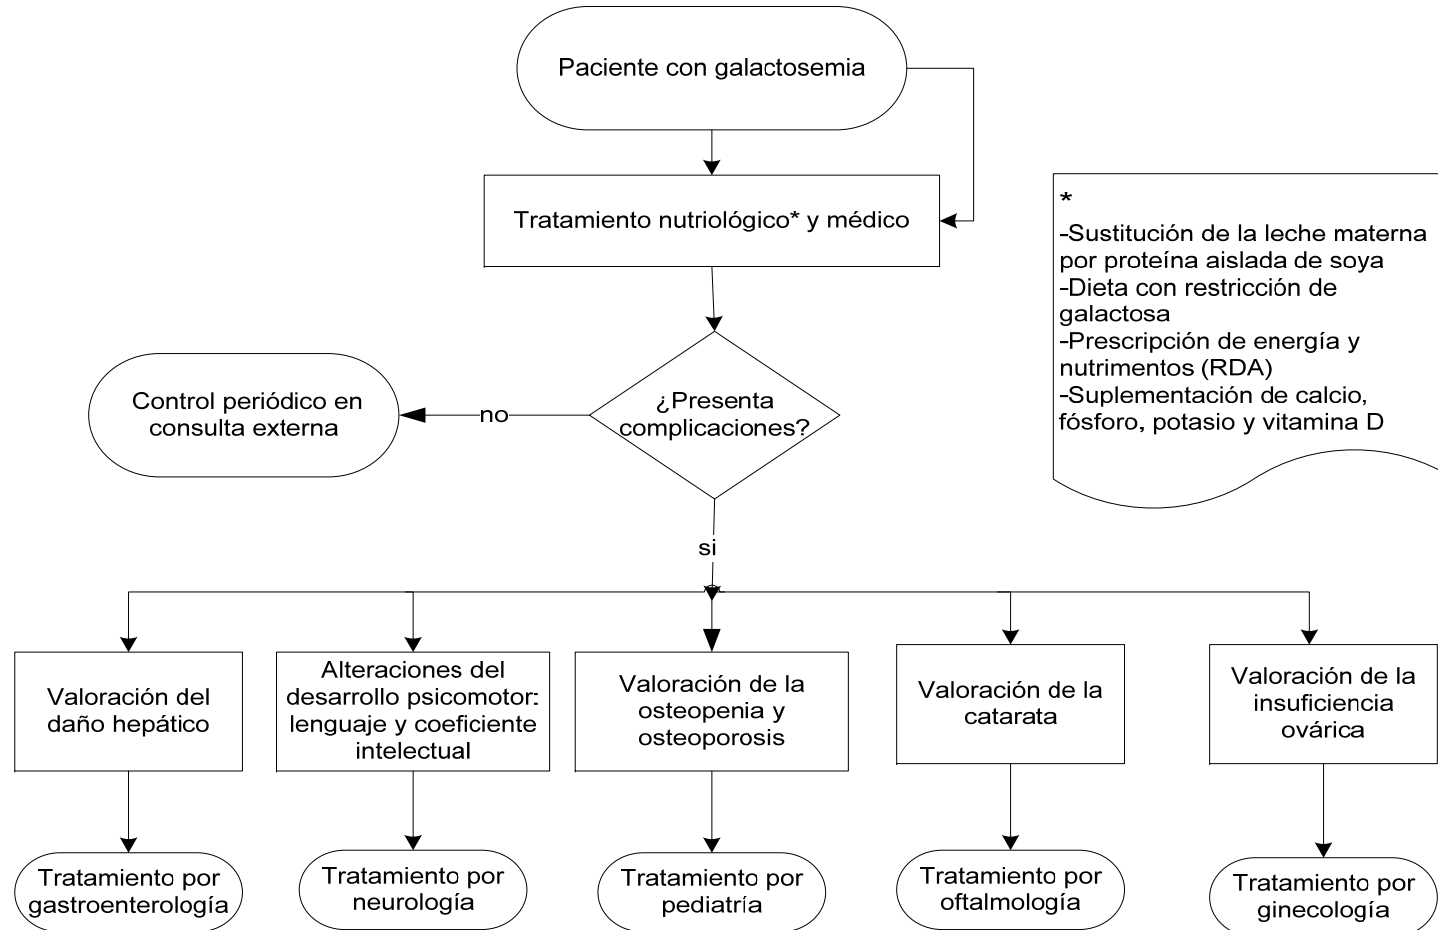 Paciente con galactosemia
Tratamiento nutriológico* y médico
*
-Sustitución de la leche materna
por proteína aislada de soya
-Dieta con restricción de
galactosa
-Prescripción de energía y
nutrimentos (RDA)
-Suplementación de calcio,
fósforo, potasio y vitamina D
¿Presenta
complicaciones?
no
Control periódico en
consulta externa
si
Valoración del
daño hepático
Alteraciones del
desarrollo psicomotor:
lenguaje y coeficiente
intelectual
Valoración de la
osteopenia y
osteoporosis
Valoración de la
catarata
Valoración de la
insuficiencia
ovárica
Tratamiento por
gastroenterología
Tratamiento por
neurología
Tratamiento por
pediatría
Tratamiento por
oftalmología
Tratamiento por
ginecología